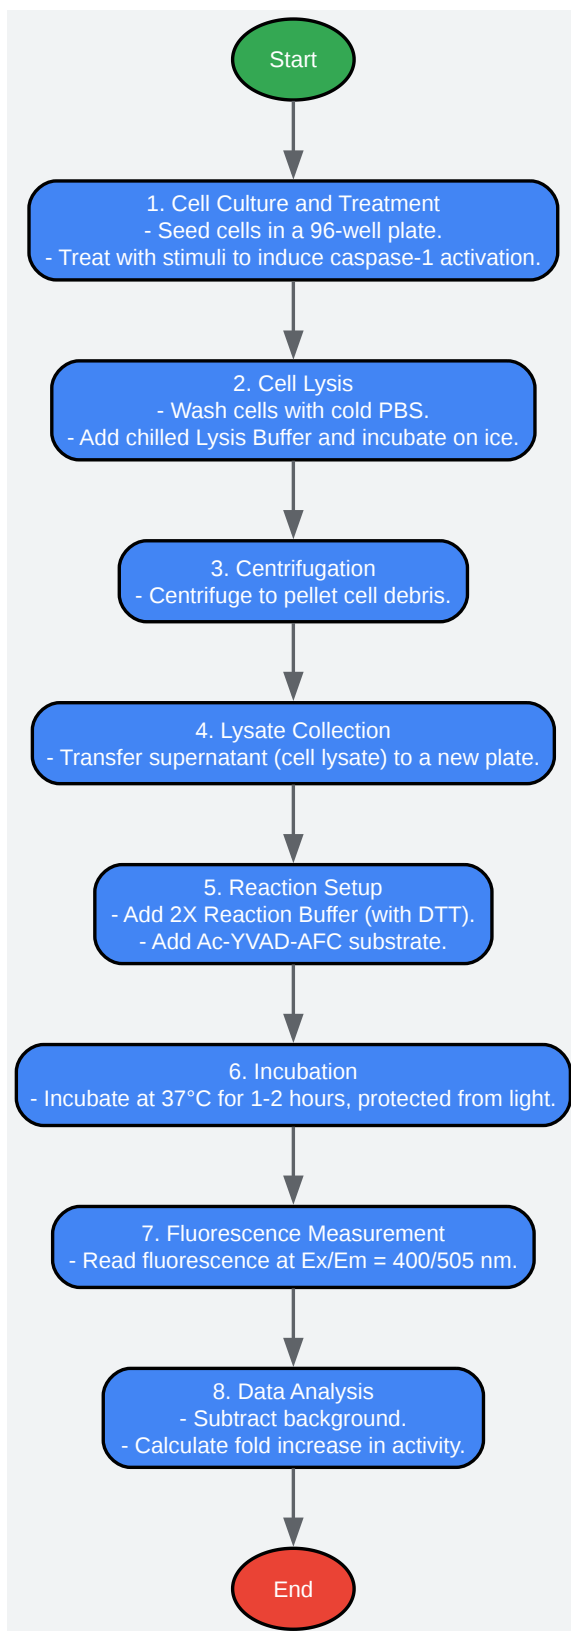 Start
1. Cell Culture and Treatment
- Seed cells in a 96-well plate.
- Treat with stimuli to induce caspase-1 activation.
2. Cell Lysis
- Wash cells with cold PBS.
- Add chilled Lysis Buffer and incubate on ice.
3. Centrifugation
- Centrifuge to pellet cell debris.
4. Lysate Collection
- Transfer supernatant (cell lysate) to a new plate.
5. Reaction Setup
- Add 2X Reaction Buffer (with DTT).
- Add Ac-YVAD-AFC substrate.
6. Incubation
- Incubate at 37°C for 1-2 hours, protected from light.
7. Fluorescence Measurement
- Read fluorescence at Ex/Em = 400/505 nm.
8. Data Analysis
- Subtract background.
- Calculate fold increase in activity.
End